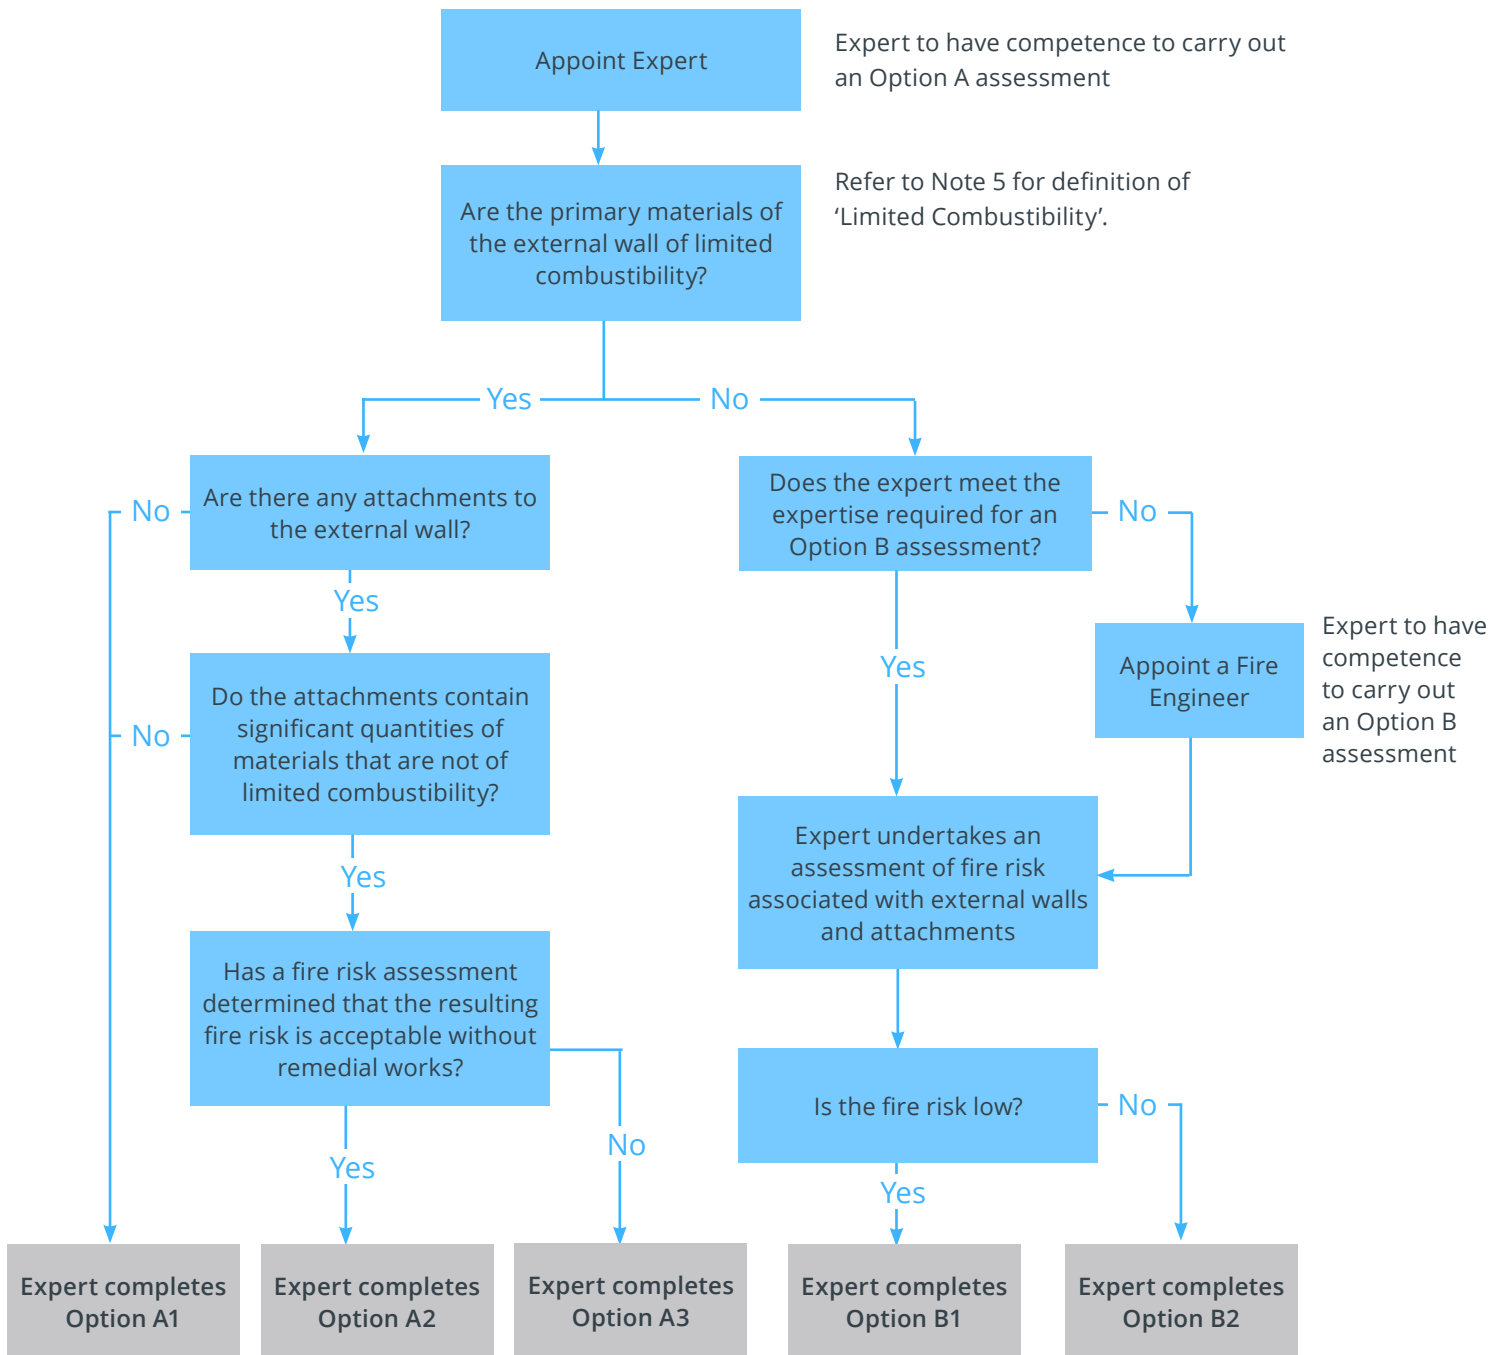 Appoint Expert
Expert to have competence to carry out
an Option A assessment
Are the primary materials of
the external wall of limited
combustibility?
Refer to Note 5 for definition of
‘Limited Combustibility’.
Yes
No
Are there any attachments to
the external wall?
No
Yes
Does the expert meet the
expertise required for an
Option B assessment?
No
Yes
Appoint a Fire
Engineer
Expert to have
competence
to carry out
an Option B
assessment
Do the attachments contain
significant quantities of
materials that are not of
limited combustibility?
No
Yes
Expert undertakes an
assessment of fire risk
associated with external walls
and attachments
Has a fire risk assessment
determined that the resulting
fire risk is acceptable without
remedial works?
Yes
No
Is the fire risk low?
No
Yes
Expert completes
Option A1
Expert completes
Option A2
Expert completes
Option A3
Expert completes
Option B1
Expert completes
Option B2